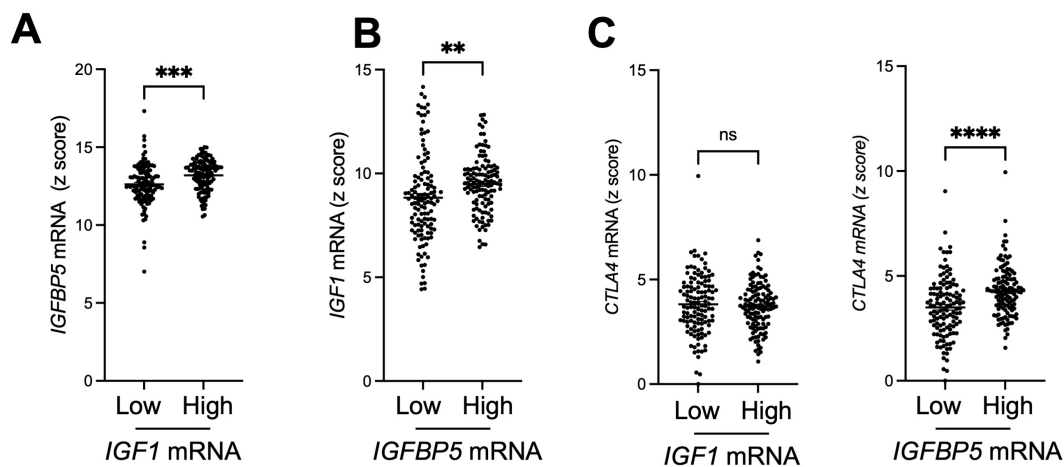 A
IGFBP5 mRNA (z score)
20
15
10
5
0
***
Low High
IGF1 mRNA
B
IGF1 mRNA (z score)
15
10
5
0
**
Low High
IGFBP5 mRNA
C
CTLA4 mRNA (z score)
15
10
5
0
ns
Low High
IGF1 mRNA
CTLA4 mRNA (z score)
15
10
5
0
****
Low High
IGFBP5 mRNA